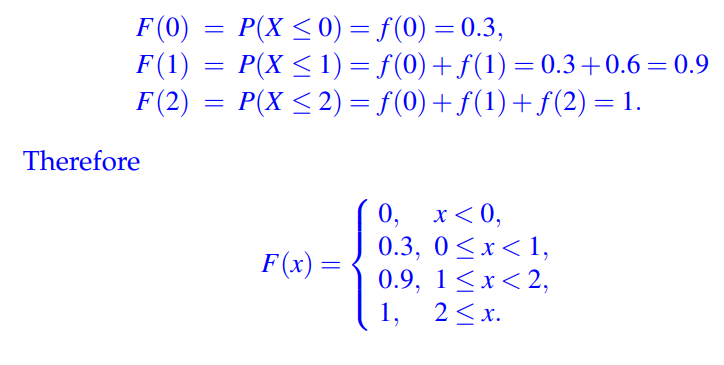 F(0) = P(X ≤ 0) = f(0) = 0.3,
F(1) = P(X ≤ 1) = f(0)+f(1) = 0.3+0.6 = 0.9
F(2) = P(X ≤ 2) = f(0)+f(1)+f(2) = 1.
Therefore
F(x) = {
0, x < 0,
0.3, 0 ≤ x < 1,
0.9, 1 ≤ x < 2,
1, 2 ≤ x.